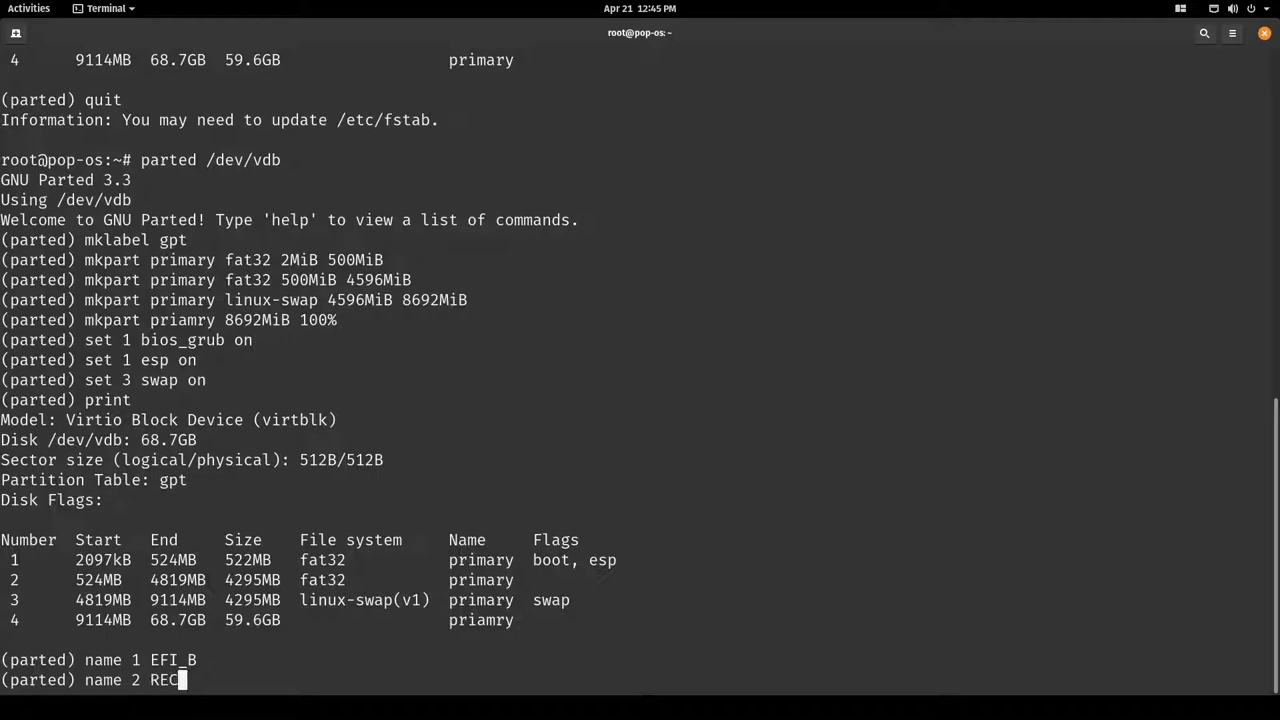 Activities Terminal Apr 21 12:45 PM
root@pop-os: ~
4 9114MB 68.7GB 59.6GB primary
(parted) quit
Information: You may need to update /etc/fstab.
root@pop-os:~# parted /dev/vdb
GNU Parted 3.3
Using /dev/vdb
Welcome to GNU Parted! Type 'help' to view a list of commands.
(parted) mklabel gpt
(parted) mkpart primary fat32 2MiB 500MiB
(parted) mkpart primary fat32 500MiB 4596MiB
(parted) mkpart primary linux-swap 4596MiB 8692MiB
(parted) mkpart priamry 8692MiB 100%
(parted) set 1 bios_grub on
(parted) set 1 esp on
(parted) set 3 swap on
(parted) print
Model: Virtio Block Device (virtblk)
Disk /dev/vdb: 68.7GB
Sector size (logical/physical): 512B/512B
Partition Table: gpt
Disk Flags:
Number Start End Size File system Name Flags
1 2097kB 524MB 522MB fat32 primary boot, esp
2 524MB 4819MB 4295MB fat32 primary
3 4819MB 9114MB 4295MB linux-swap(v1) primary swap
4 9114MB 68.7GB 59.6GB priamry
(parted) name 1 EFI_B
(parted) name 2 REC